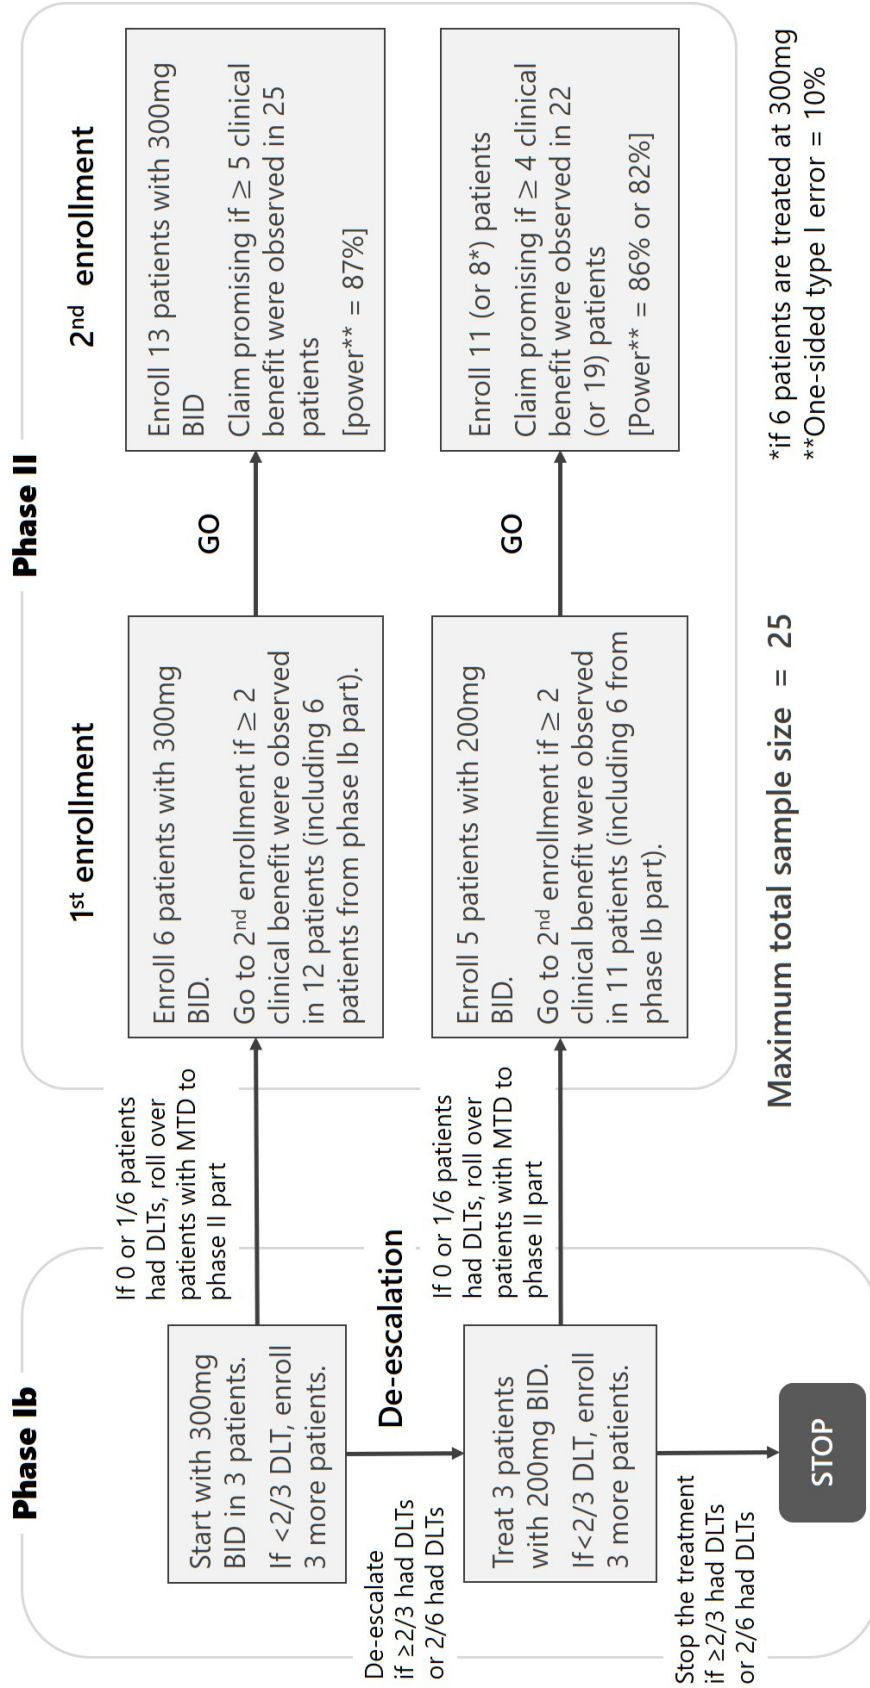 Phase Ib
Phase II
1st enrollment
2nd enrollment
Start with 300mg
BID in 3 patients.
If <2/3 DLT, enroll
3 more patients.
If 0 or 1/6 patients
had DLTs, roll over
patients with MTD to
phase II part
Enroll 6 patients with 300mg
BID.
Go to 2nd enrollment if ≥ 2
clinical benefit were observed
in 12 patients (including 6
patients from phase Ib part).
GO
Enroll 13 patients with 300mg
BID
Claim promising if ≥ 5 clinical
benefit were observed in 25
patients
[power** = 87%]
De-escalate
if ≥2/3 had DLTs
or 2/6 had DLTs
De-escalation
Treat 3 patients
with 200mg BID.
If<2/3 DLT, enroll
3 more patients.
If 0 or 1/6 patients
had DLTs, roll over
patients with MTD to
phase II part
Enroll 5 patients with 200mg
BID.
Go to 2nd enrollment if ≥ 2
clinical benefit were observed
in 11 patients (including 6 from
phase Ib part).
GO
Enroll 11 (or 8*) patients
Claim promising if ≥ 4 clinical
benefit were observed in 22
(or 19) patients
[Power** = 86% or 82%]
Stop the treatment
if ≥2/3 had DLTs
or 2/6 had DLTs
STOP
Maximum total sample size = 25
*if 6 patients are treated at 300mg
**One-sided type I error = 10%